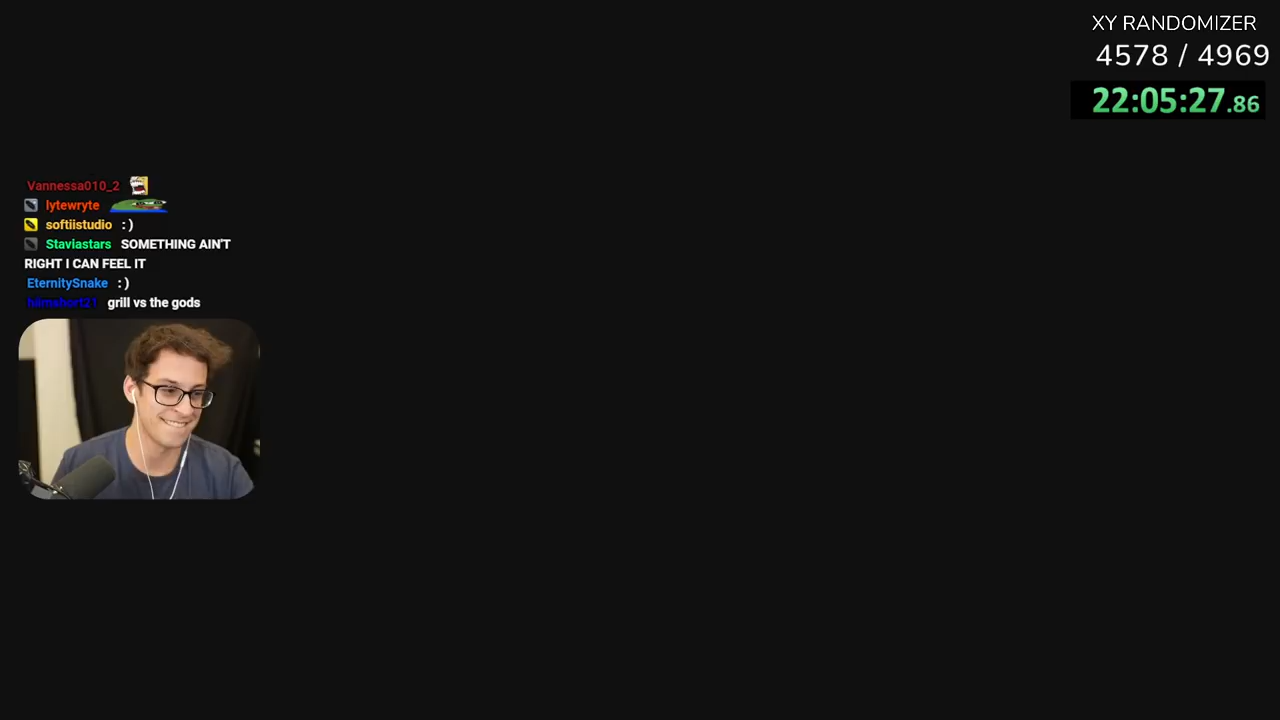 XY RANDOMIZER
4578 / 4969
22:05:27.86
Vannessa010_2
lytewryte
softiistudio :)
Staviastars SOMETHING AIN'T
RIGHT I CAN FEEL IT
EternitySnake :)
grill vs the gods